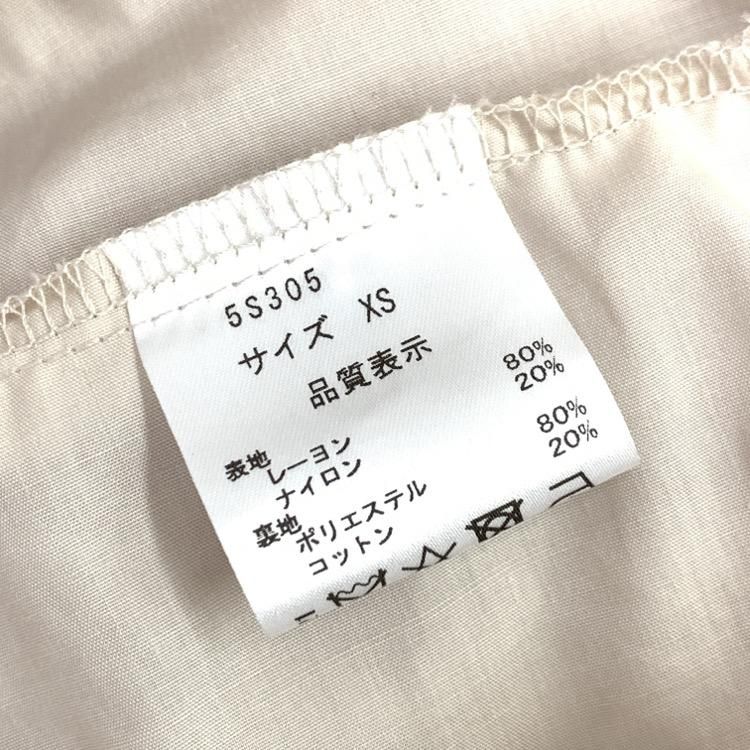 5S305
サイズ XS
品質表示
表地 レーヨン 80%
ナイロン 20%
裏地 ポリエステル 80%
コットン 20%